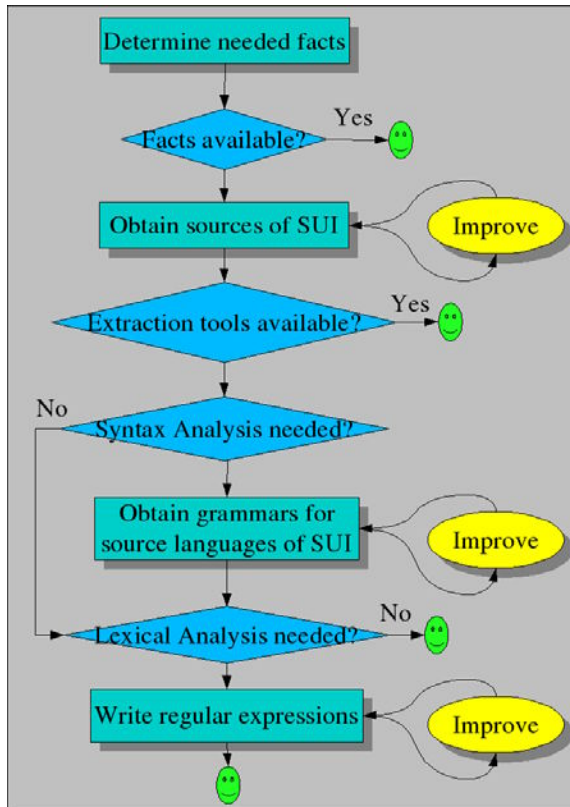 Determine needed facts
Yes
Facts available?
Obtain sources of SUI
Improve
Yes
Extraction tools available?
No
Syntax Analysis needed?
Obtain grammars for
source languages of SUI
Improve
No
Lexical Analysis needed?
Write regular expressions
Improve